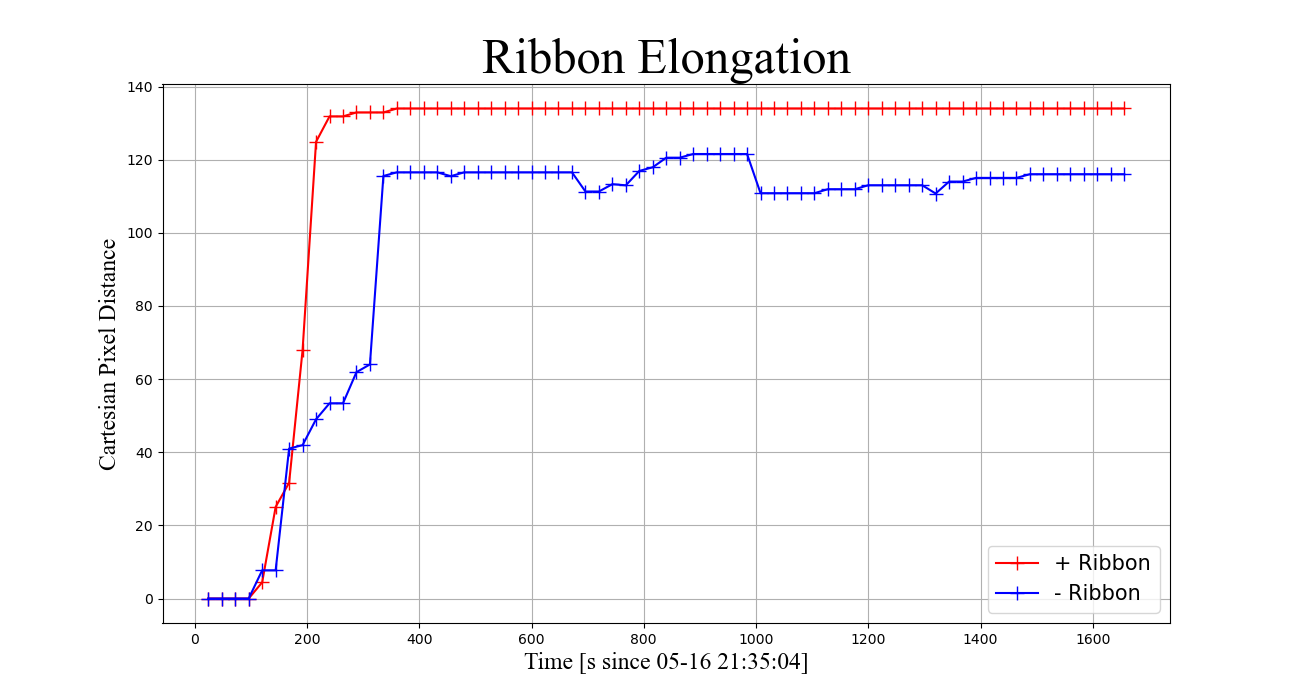 Ribbon Elongation
Cartesian Pixel Distance
140
120
100
80
60
40
20
0
0 200 400 600 800 1000 1200 1400 1600
Time [s since 05-16 21:35:04]
+ Ribbon
- Ribbon